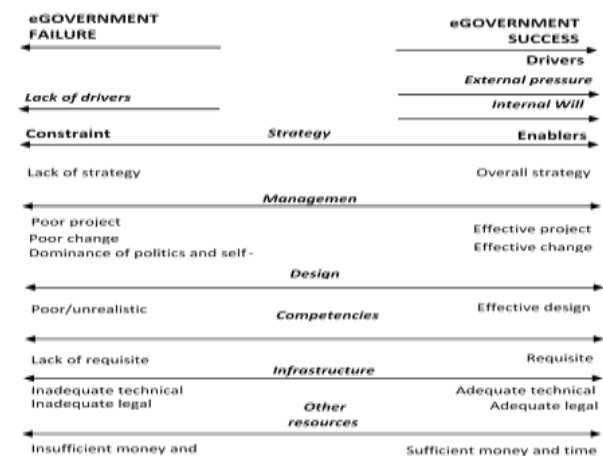 eGOVERNMENT
FAILURE
eGOVERNMENT
SUCCESS
Drivers
External pressure
Lack of drivers
Internal Will
Constraint Strategy Enablers
Lack of strategy Overall strategy
Managemen
Poor project Effective project
Poor change Effective change
Dominance of politics and self-
Design
Poor/unrealistic Effective design
Competencies
Lack of requisite Requisite
Infrastructure
Inadequate technical Adequate technical
Inadequate legal Adequate legal
Other
resources
Insufficient money and Sufficient money and time